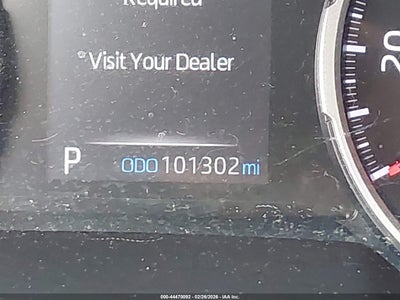 Required
Visit Your Dealer
20
P ODO 101302 mi
000-44470092 - 02/26/2026 - IAA Inc.